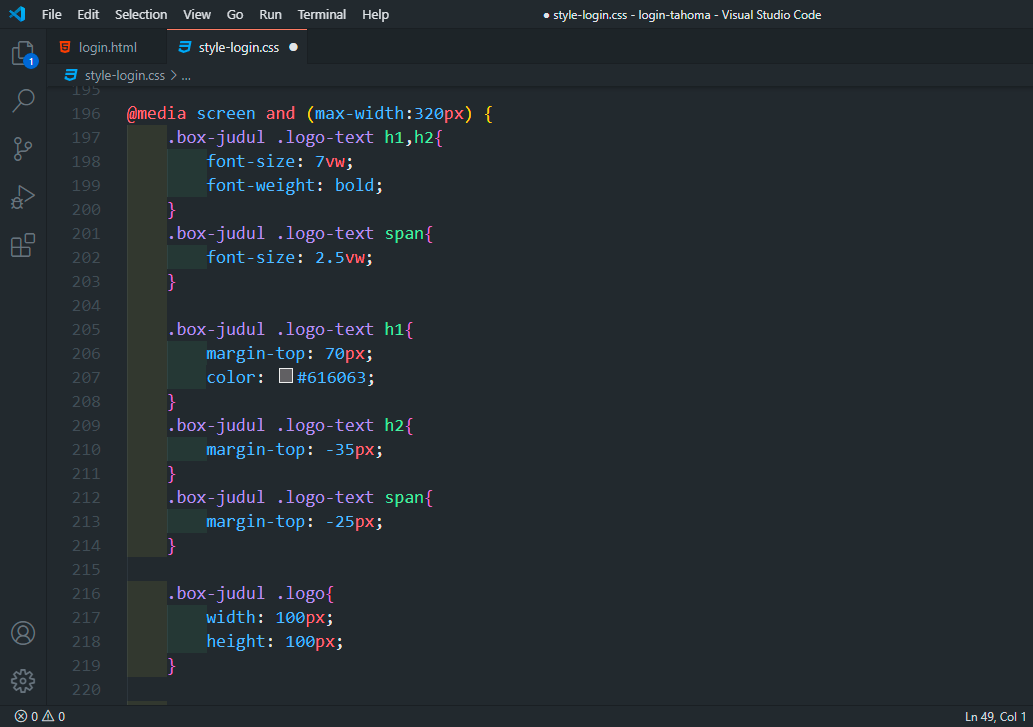 File Edit Selection View Go Run Terminal Help ● style-login.css - login-tahoma - Visual Studio Code
login.html style-login.css ●
1
style-login.css > ...
195
196 @media screen and (max-width:320px) {
197 .box-judul .logo-text h1,h2{
198 font-size: 7vw;
199 font-weight: bold;
200 }
201 .box-judul .logo-text span{
202 font-size: 2.5vw;
203 }
204
205 .box-judul .logo-text h1{
206 margin-top: 70px;
207 color: #616063;
208 }
209 .box-judul .logo-text h2{
210 margin-top: -35px;
211 }
212 .box-judul .logo-text span{
213 margin-top: -25px;
214 }
215
216 .box-judul .logo{
217 width: 100px;
218 height: 100px;
219 }
220
0 0 Ln 49, Col 1